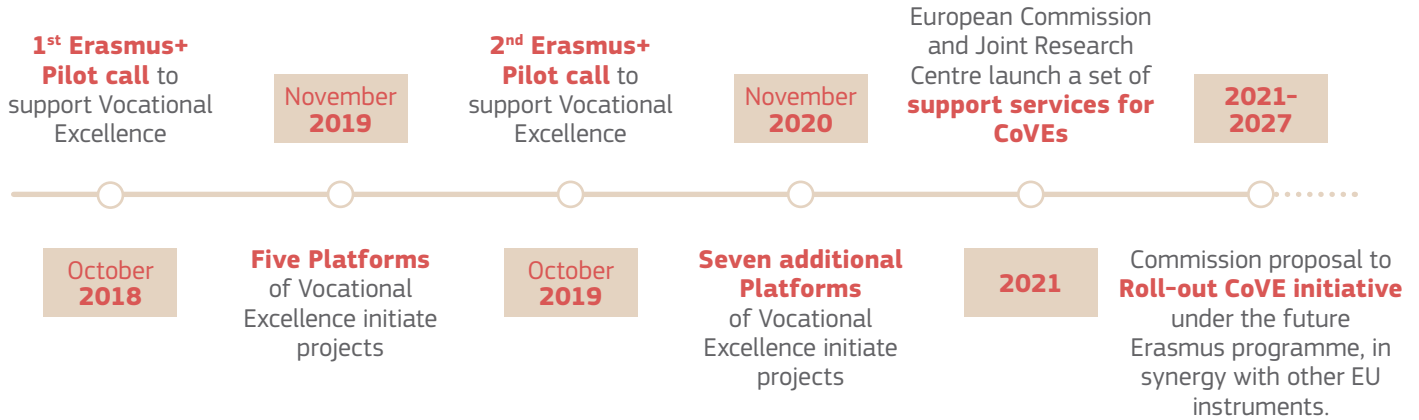 1st Erasmus+
Pilot call to
support Vocational
Excellence
October
2018
November
2019
Five Platforms
of Vocational
Excellence initiate
projects
2nd Erasmus+
Pilot call to
support Vocational
Excellence
October
2019
November
2020
Seven additional
Platforms
of Vocational
Excellence initiate
projects
European Commission
and Joint Research
Centre launch a set of
support services for
CoVEs
2021
2021-
2027
Commission proposal to
Roll-out CoVE initiative
under the future
Erasmus programme, in
synergy with other EU
instruments.